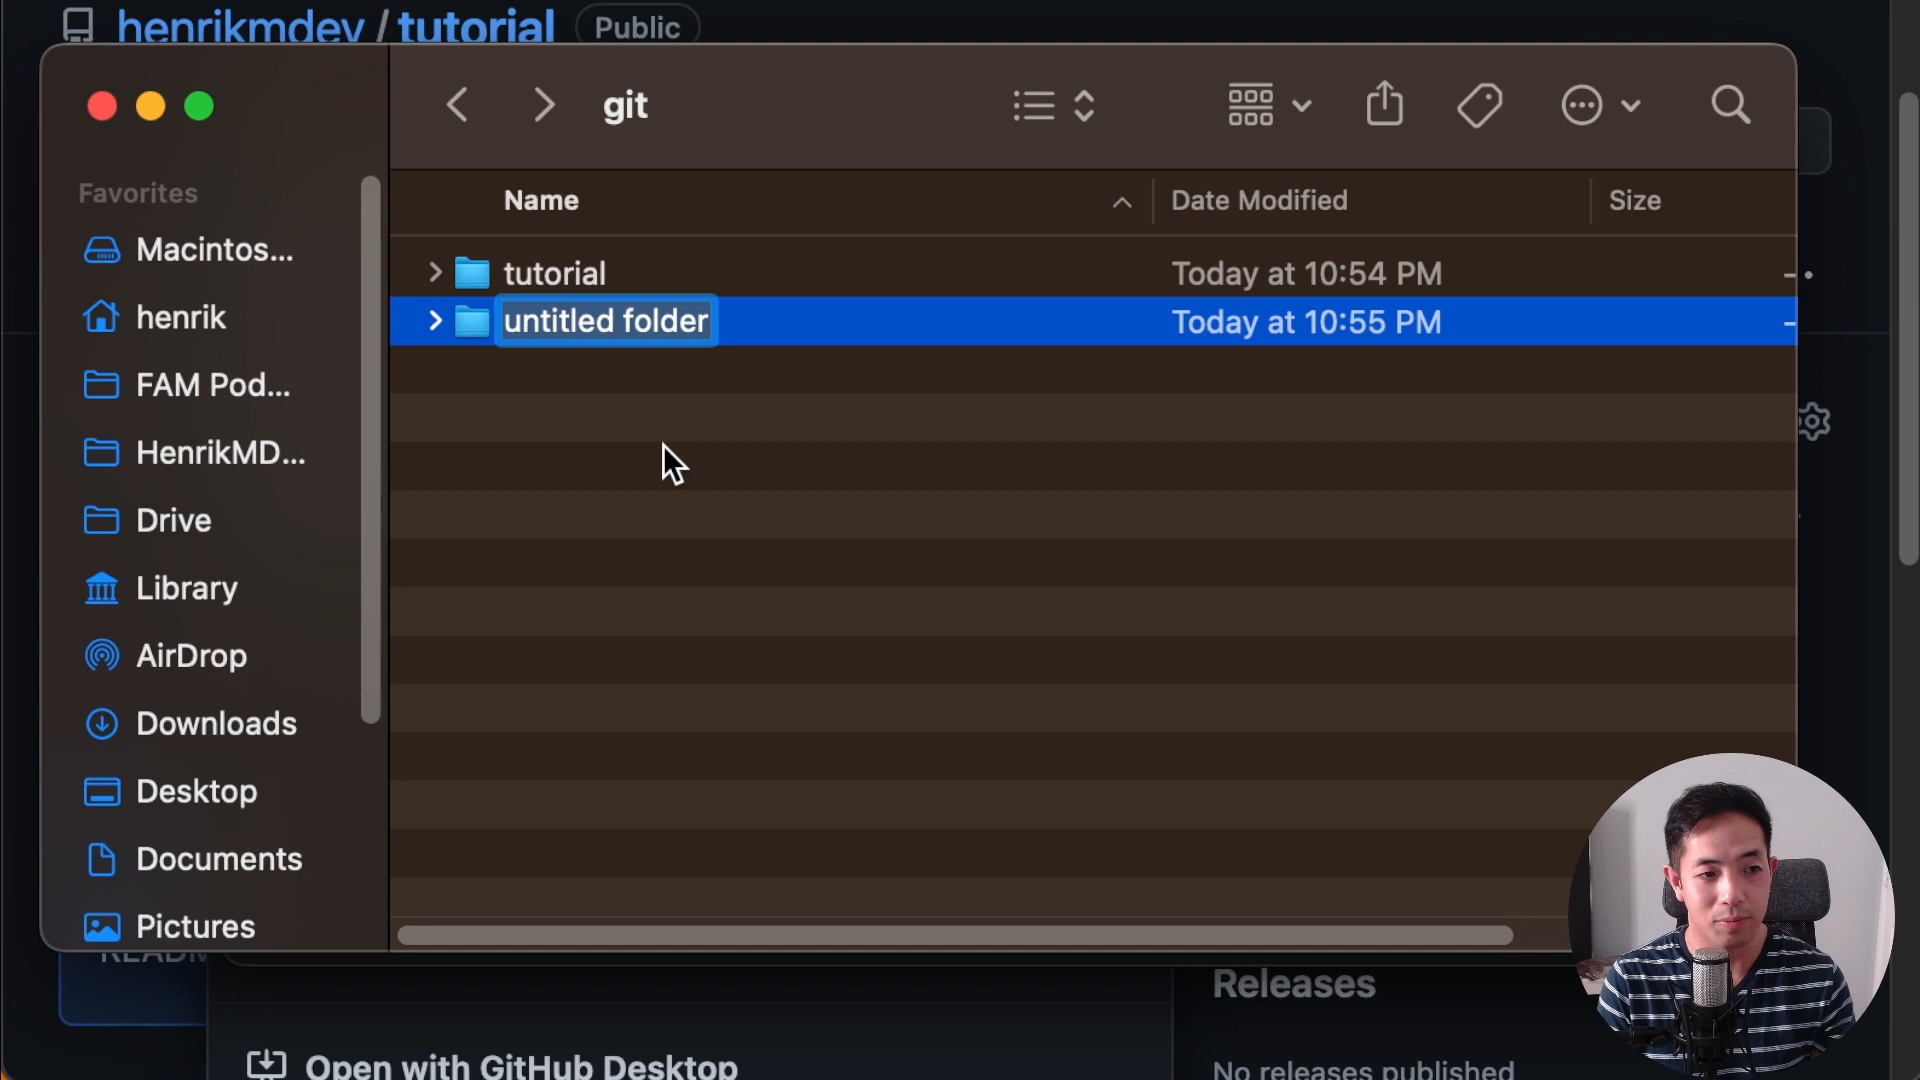 henrikmdev / tutorial Public
git
Favorites
Macintos...
henrik
FAM Pod...
HenrikMD...
Drive
Library
AirDrop
Downloads
Desktop
Documents
Pictures
Name Date Modified Size
tutorial Today at 10:54 PM --
untitled folder Today at 10:55 PM --
Releases
Open with GitHub Desktop
No releases published